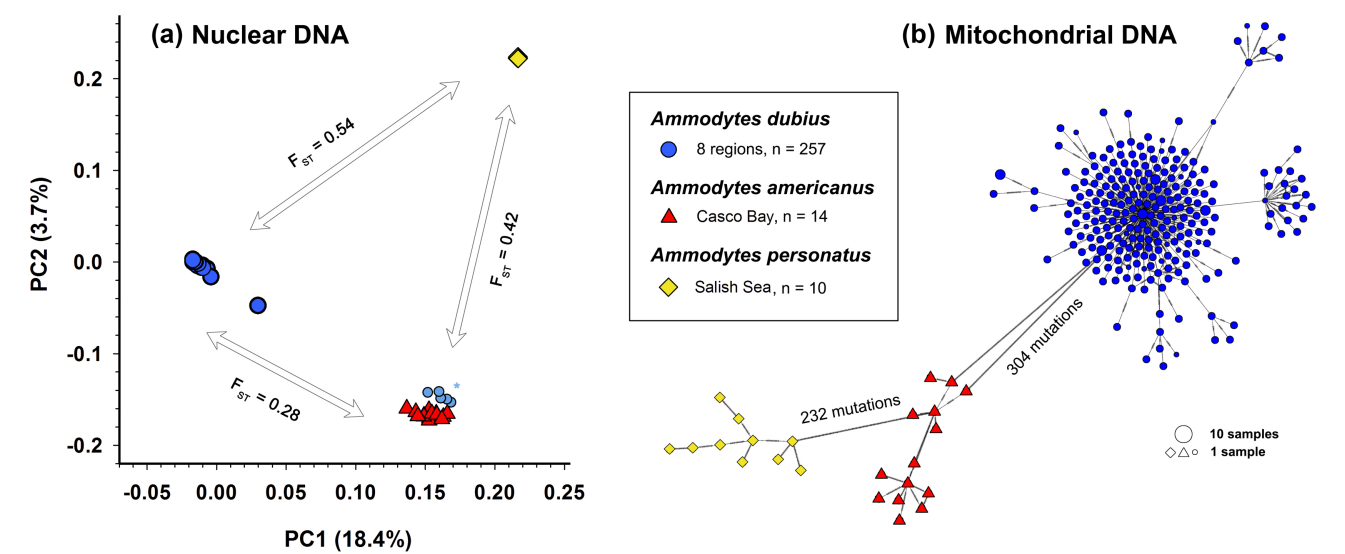 (a) Nuclear DNA
PC2 (3.7%)
0.2
0.1
0.0
-0.1
-0.2
F_ST = 0.54
F_ST = 0.42
F_ST = 0.28
*
-0.05 0.00 0.05 0.10 0.15 0.20 0.25
PC1 (18.4%)
Ammodytes dubius
8 regions, n = 257
Ammodytes americanus
Casco Bay, n = 14
Ammodytes personatus
Salish Sea, n = 10
(b) Mitochondrial DNA
304 mutations
232 mutations
10 samples
1 sample